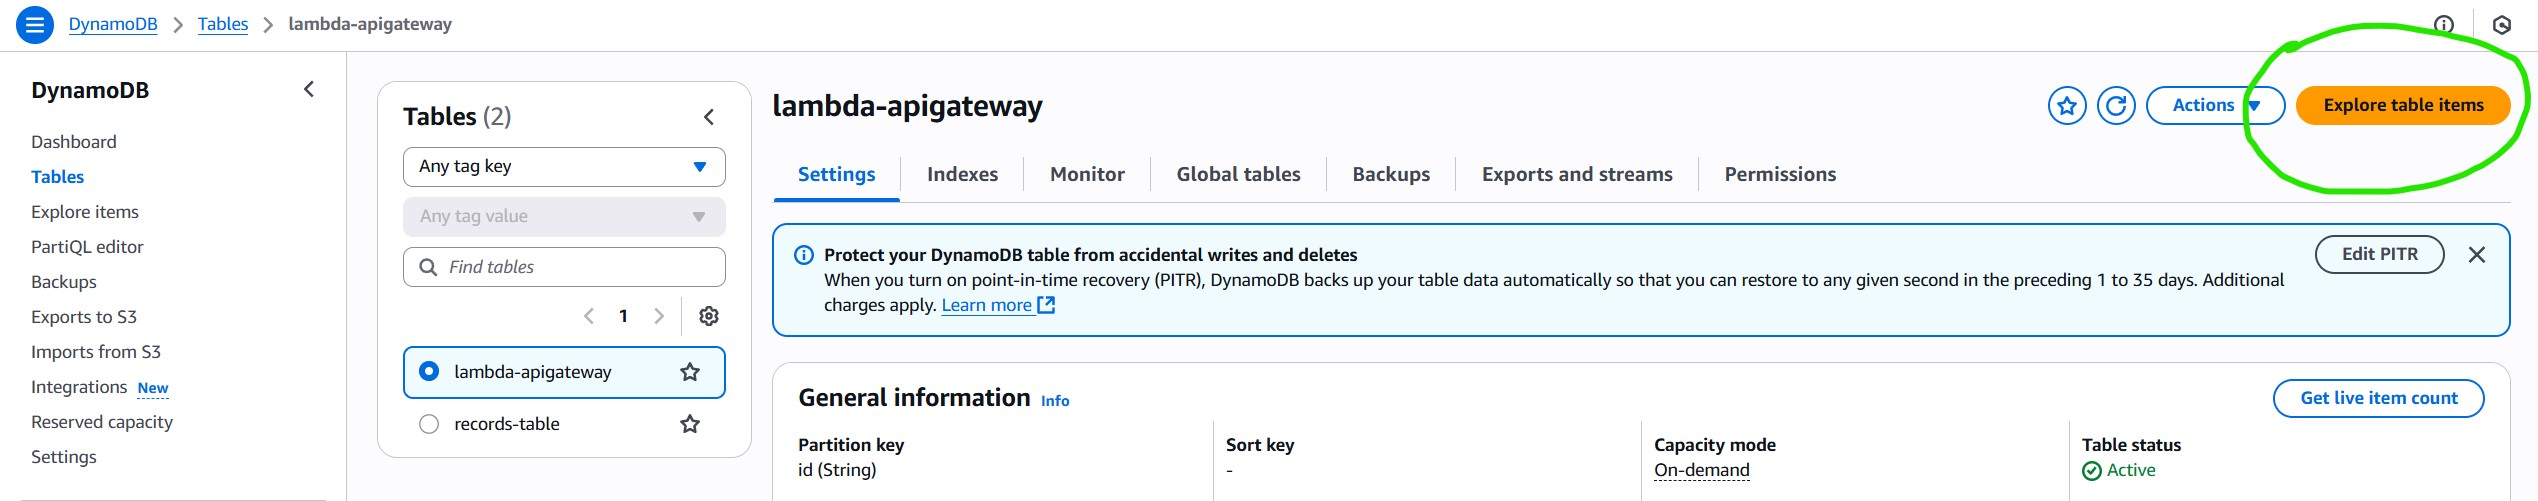 DynamoDB > Tables > lambda-apigateway
DynamoDB
Dashboard
Tables
Explore items
PartiQL editor
Backups
Exports to S3
Imports from S3
Integrations New
Reserved capacity
Settings
Tables (2)
Any tag key
Any tag value
Find tables
1
lambda-apigateway
records-table
lambda-apigateway
Actions
Explore table items
Settings
Indexes
Monitor
Global tables
Backups
Exports and streams
Permissions
Protect your DynamoDB table from accidental writes and deletes
When you turn on point-in-time recovery (PITR), DynamoDB backs up your table data automatically so that you can restore to any given second in the preceding 1 to 35 days. Additional
charges apply. Learn more
Edit PITR
General information Info
Get live item count
Partition key
id (String)
Sort key
-
Capacity mode
On-demand
Table status
Active